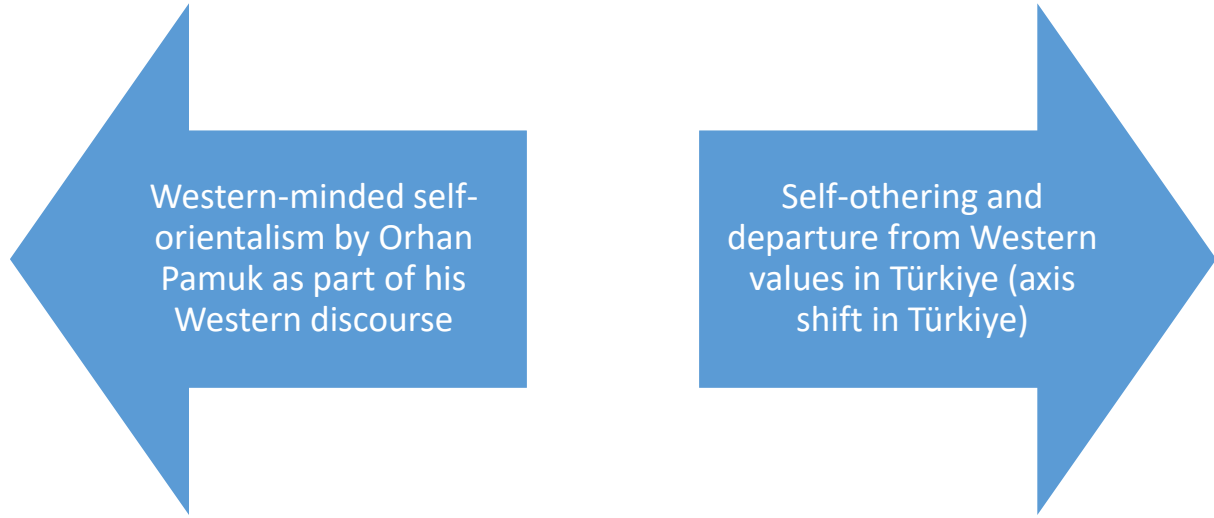 Western-minded self-
orientalism by Orhan
Pamuk as part of his
Western discourse
Self-othering and
departure from Western
values in Türkiye (axis
shift in Türkiye)